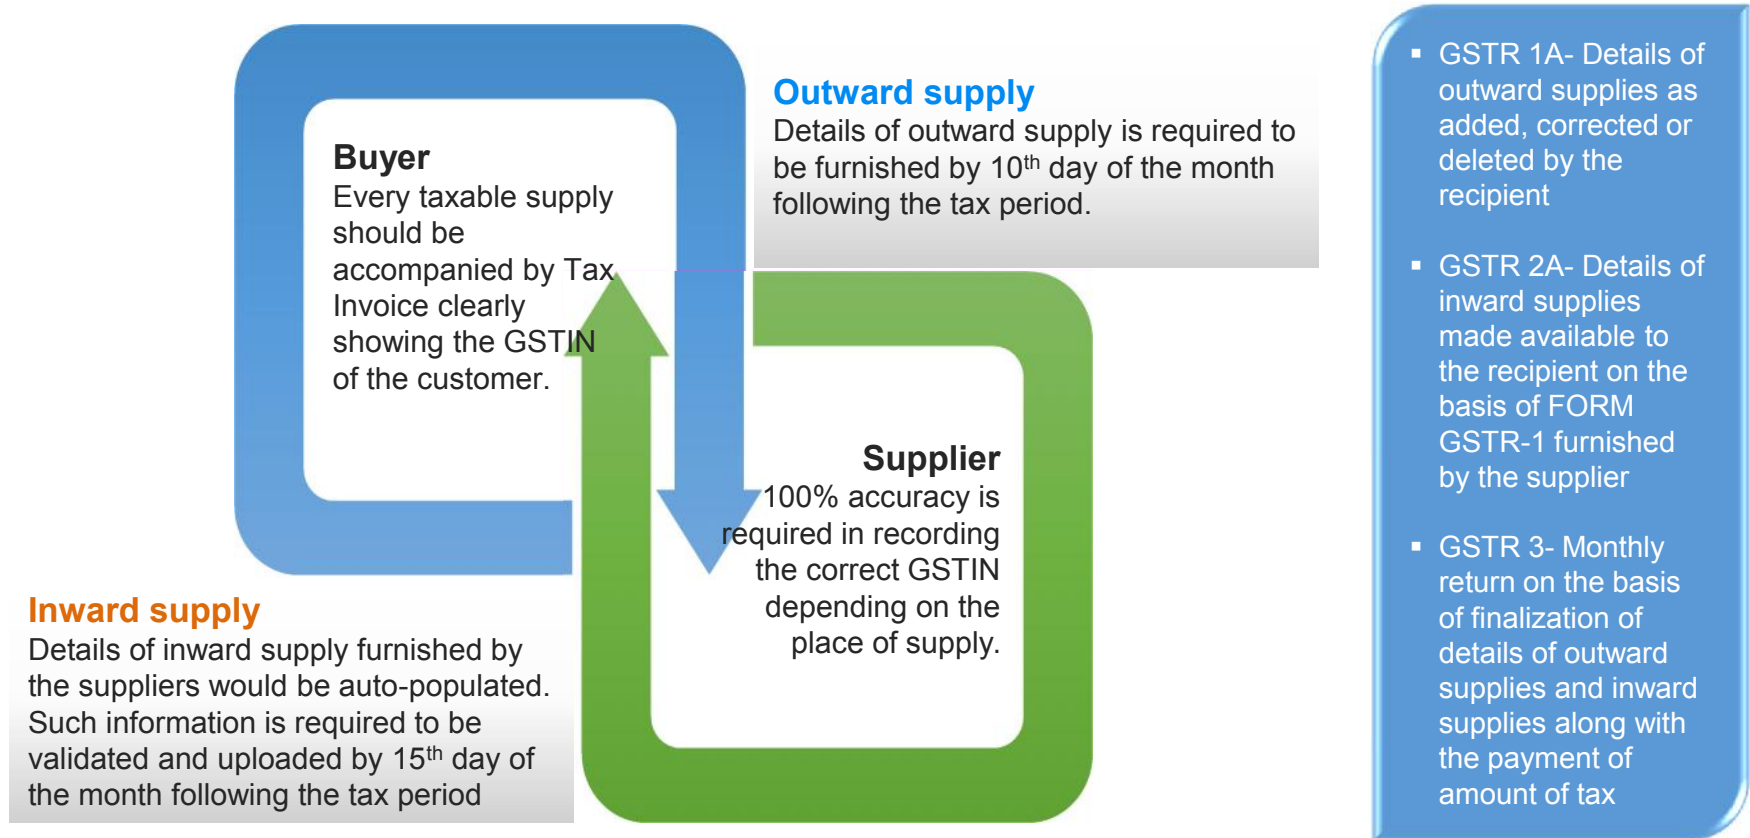 Buyer
Every taxable supply
should be
accompanied by Tax
Invoice clearly
showing the GSTIN
of the customer.
Outward supply
Details of outward supply is required to
be furnished by 10th day of the month
following the tax period.
Supplier
100% accuracy is
required in recording
the correct GSTIN
depending on the
place of supply.
Inward supply
Details of inward supply furnished by
the suppliers would be auto-populated.
Such information is required to be
validated and uploaded by 15th day of
the month following the tax period
▪ GSTR 1A- Details of
outward supplies as
added, corrected or
deleted by the
recipient
▪ GSTR 2A- Details of
inward supplies
made available to
the recipient on the
basis of FORM
GSTR-1 furnished
by the supplier
▪ GSTR 3- Monthly
return on the basis
of finalization of
details of outward
supplies and inward
supplies along with
the payment of
amount of tax